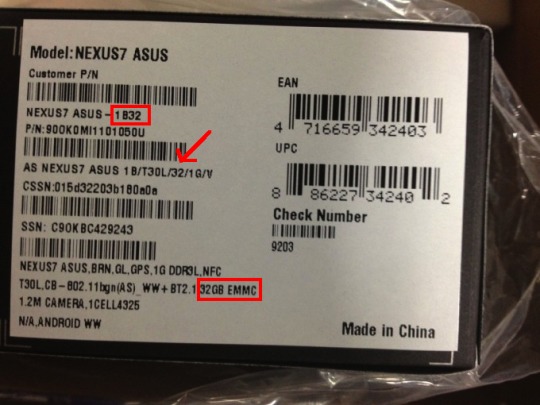 Model:NEXUS7 ASUS
Customer P/N
NEXUS7 ASUS-1B32
P/N:90OK0MI1101050U
AS NEXUS7 ASUS 1B/T30L/32/1G/V
CSSN:015d32203b180a0a
SSN: C90KBC429243
NEXUS7 ASUS,BRN,GL,GPS,1G DDR3L,NFC
T30L,CB-802.11bgn(AS)_WW+BT2.1,32GB EMMC
1.2M CAMERA,1CELL4325
N/A,ANDROID WW
EAN
4 716659 342403
UPC
8 86227 34240 2
Check Number
9203
Made in China